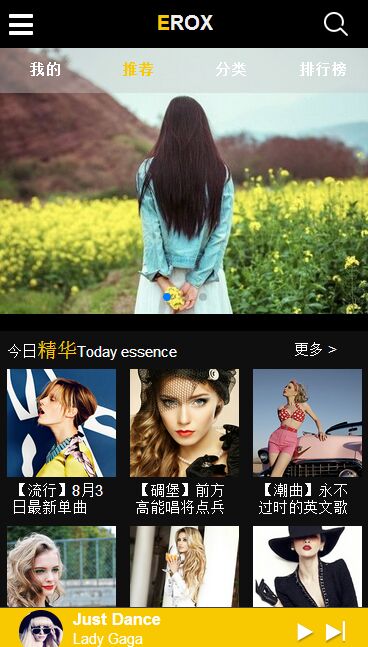 EROX
我的 推荐 分类 排行榜
今日精华Today essence 更多 >
【流行】8月3
日最新单曲
【碉堡】前方
高能唱将点兵
【潮曲】永不
过时的英文歌
Just Dance
Lady Gaga